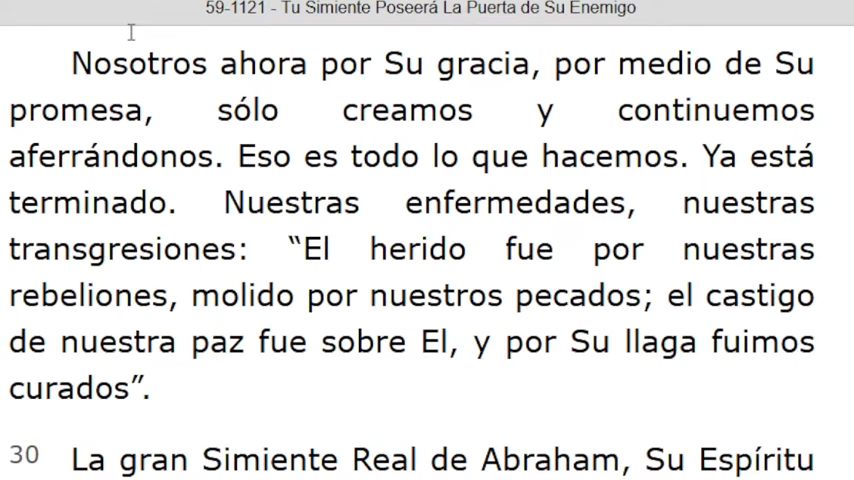 59-1121 - Tu Simiente Poseerá La Puerta de Su Enemigo
Nosotros ahora por Su gracia, por medio de Su
promesa, sólo creamos y continuemos
aferrándonos. Eso es todo lo que hacemos. Ya está
terminado. Nuestras enfermedades, nuestras
transgresiones: “El herido fue por nuestras
rebeliones, molido por nuestros pecados; el castigo
de nuestra paz fue sobre El, y por Su llaga fuimos
curados”.
30 La gran Simiente Real de Abraham, Su Espíritu